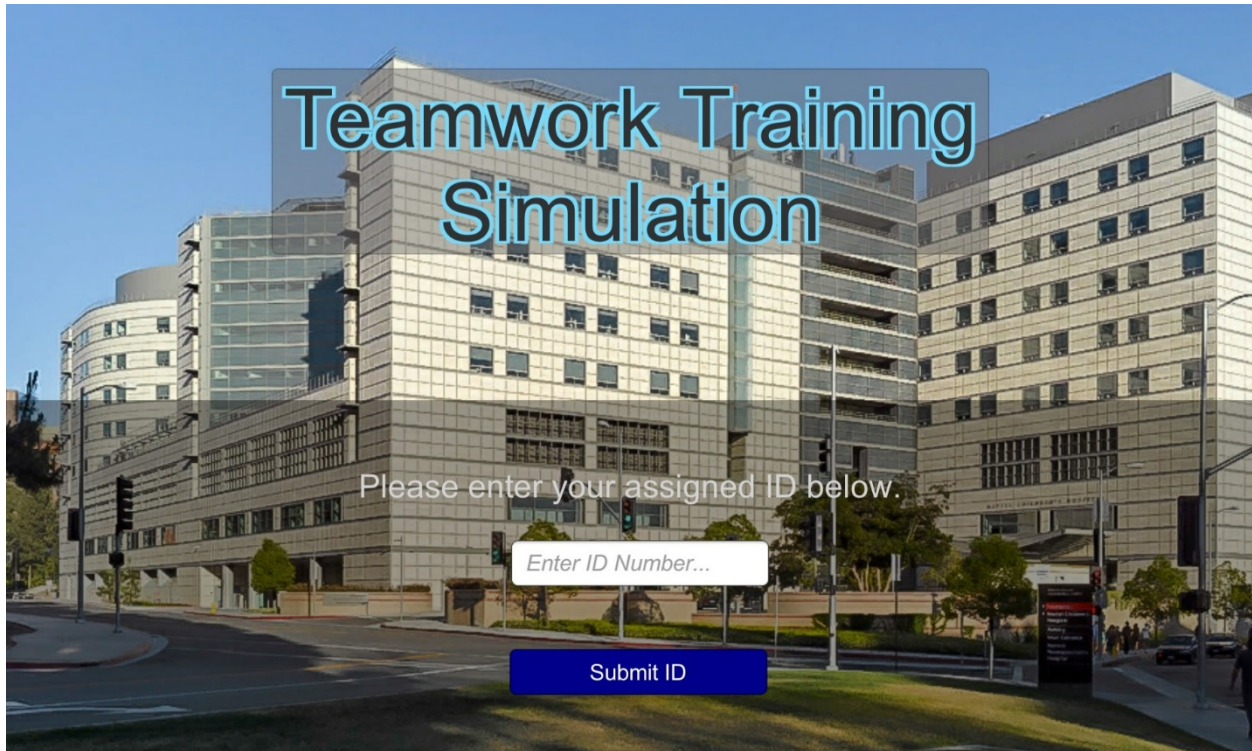 Teamwork Training
Simulation
Please enter your assigned ID below.
Enter ID Number...
Submit ID